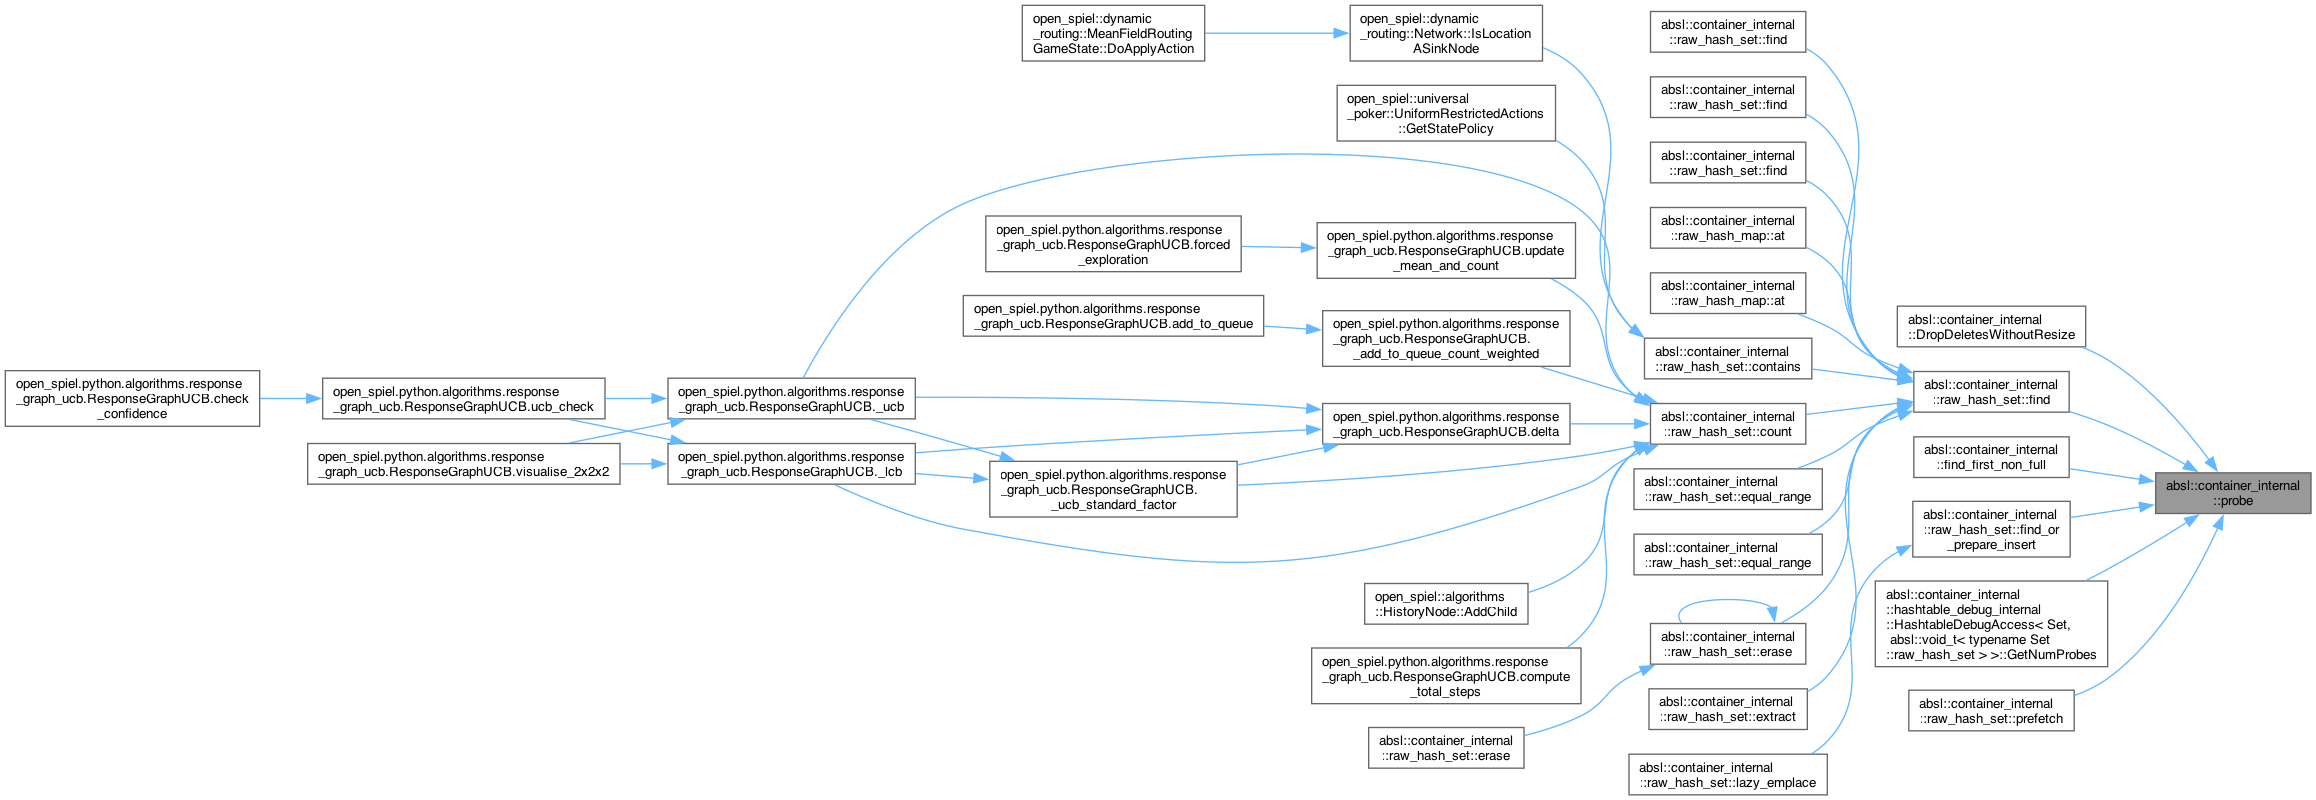 open_spiel::dynamic
_routing::MeanFieldRouting
GameState::DoApplyAction
open_spiel::dynamic
_routing::Network::IsLocation
ASinkNode
open_spiel::universal
_poker::UniformRestrictedActions
::GetStatePolicy
open_spiel.python.algorithms.response
_graph_ucb.ResponseGraphUCB.forced
_exploration
open_spiel.python.algorithms.response
_graph_ucb.ResponseGraphUCB.update
_mean_and_count
open_spiel.python.algorithms.response
_graph_ucb.ResponseGraphUCB.add_to_queue
open_spiel.python.algorithms.response
_graph_ucb.ResponseGraphUCB.
_add_to_queue_count_weighted
open_spiel.python.algorithms.response
_graph_ucb.ResponseGraphUCB.check
_confidence
open_spiel.python.algorithms.response
_graph_ucb.ResponseGraphUCB.ucb_check
open_spiel.python.algorithms.response
_graph_ucb.ResponseGraphUCB._ucb
open_spiel.python.algorithms.response
_graph_ucb.ResponseGraphUCB.delta
open_spiel.python.algorithms.response
_graph_ucb.ResponseGraphUCB.visualise_2x2x2
open_spiel.python.algorithms.response
_graph_ucb.ResponseGraphUCB._lcb
open_spiel.python.algorithms.response
_graph_ucb.ResponseGraphUCB.
_ucb_standard_factor
open_spiel::algorithms
::HistoryNode::AddChild
open_spiel.python.algorithms.response
_graph_ucb.ResponseGraphUCB.compute
_total_steps
absl::container_internal
::raw_hash_set::erase
absl::container_internal
::raw_hash_set::find
absl::container_internal
::raw_hash_set::find
absl::container_internal
::raw_hash_set::find
absl::container_internal
::raw_hash_map::at
absl::container_internal
::raw_hash_map::at
absl::container_internal
::raw_hash_set::contains
absl::container_internal
::raw_hash_set::count
absl::container_internal
::raw_hash_set::equal_range
absl::container_internal
::raw_hash_set::equal_range
absl::container_internal
::raw_hash_set::erase
absl::container_internal
::raw_hash_set::extract
absl::container_internal
::raw_hash_set::lazy_emplace
absl::container_internal
::DropDeletesWithoutResize
absl::container_internal
::raw_hash_set::find
absl::container_internal
::find_first_non_full
absl::container_internal
::raw_hash_set::find_or
_prepare_insert
absl::container_internal
::hashtable_debug_internal
::HashtableDebugAccess< Set,
absl::void_t< typename Set
::raw_hash_set > >::GetNumProbes
absl::container_internal
::raw_hash_set::prefetch
absl::container_internal
::probe